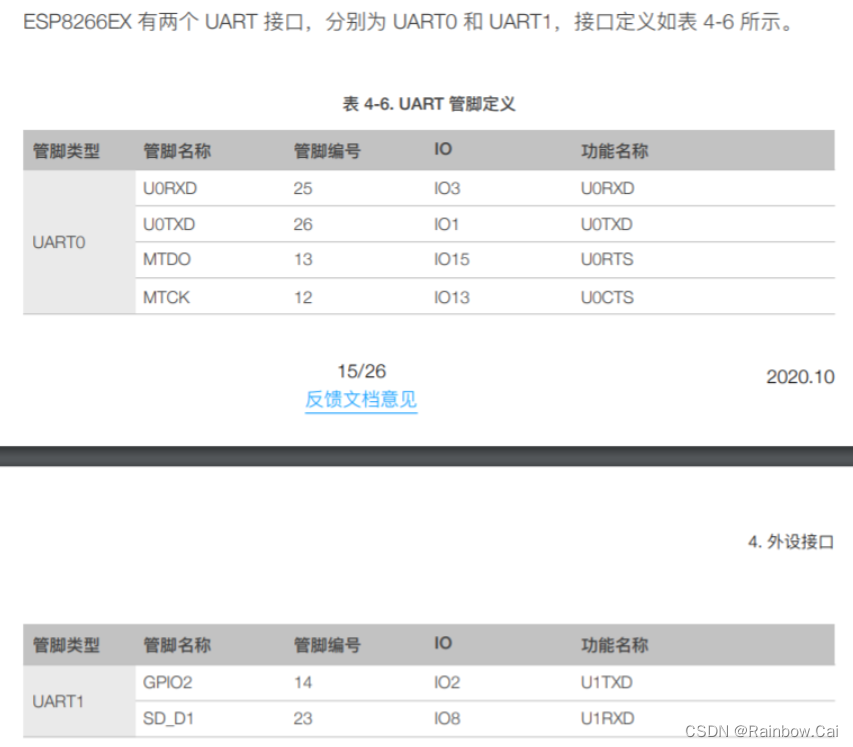 ESP8266EX 有两个 UART 接口，分别为 UART0 和 UART1，接口定义如表 4-6 所示。
表 4-6. UART 管脚定义
管脚类型 管脚名称 管脚编号 IO 功能名称
UART0
U0RXD 25 IO3 U0RXD
U0TXD 26 IO1 U0TXD
MTDO 13 IO15 U0RTS
MTCK 12 IO13 U0CTS
15/26
2020.10
反馈文档意见
4. 外设接口
管脚类型 管脚名称 管脚编号 IO 功能名称
UART1
GPIO2 14 IO2 U1TXD
SD_D1 23 IO8 U1RXD
CSDN @Rainbow.Cai